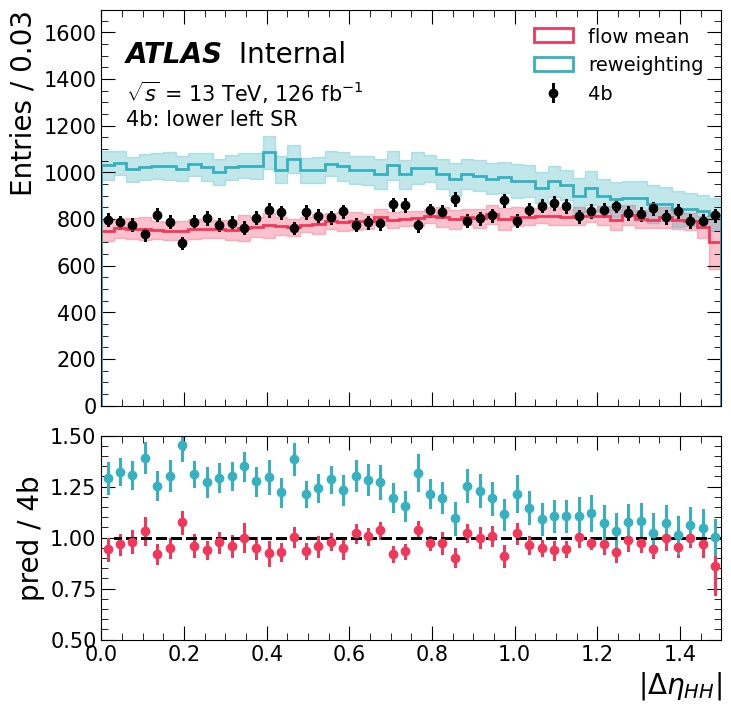 Entries / 0.03
1600
1400
1200
1000
800
600
400
200
0
ATLAS Internal
√s = 13 TeV, 126 fb⁻¹
4b: lower left SR
flow mean
reweighting
4b
pred / 4b
1.50
1.25
1.00
0.75
0.50
0.0 0.2 0.4 0.6 0.8 1.0 1.2 1.4
|Δη_HH|